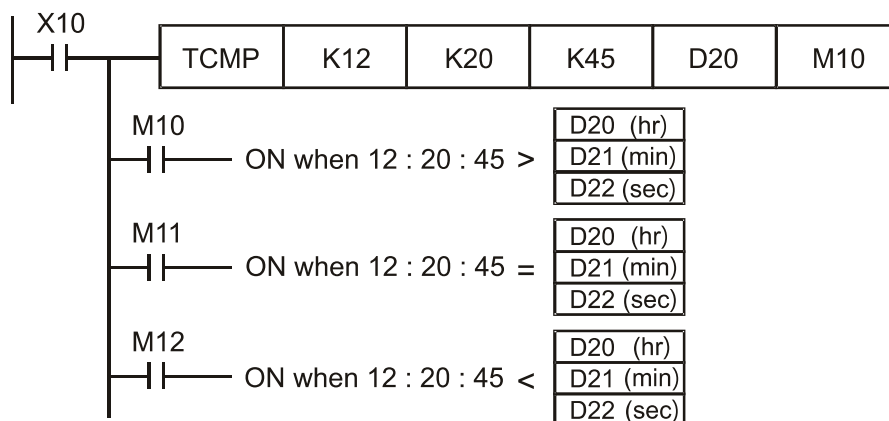 X10
TCMP K12 K20 K45 D20 M10
M10
D20 (hr)
ON when 12 : 20 : 45 > D21 (min)
D22 (sec)
M11
D20 (hr)
ON when 12 : 20 : 45 = D21 (min)
D22 (sec)
M12
D20 (hr)
ON when 12 : 20 : 45 < D21 (min)
D22 (sec)